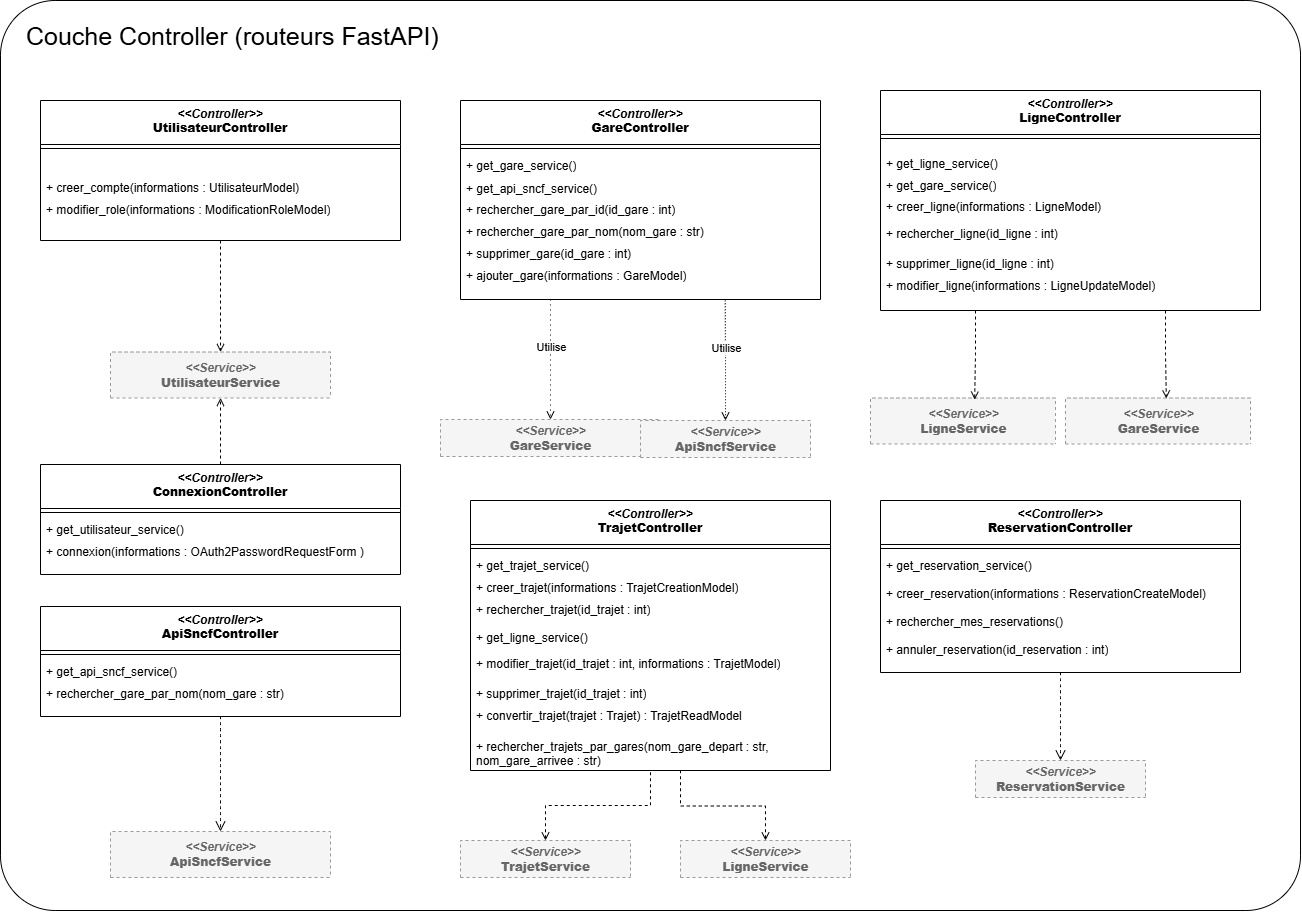 Couche Controller (routeurs FastAPI)
<<Controller>>
UtilisateurController
+ creer_compte(informations : UtilisateurModel)
+ modifier_role(informations : ModificationRoleModel)
<<Service>>
UtilisateurService
<<Controller>>
ConnexionController
+ get_utilisateur_service()
+ connexion(informations : OAuth2PasswordRequestForm )
<<Controller>>
ApiSncfController
+ get_api_sncf_service()
+ rechercher_gare_par_nom(nom_gare : str)
<<Service>>
ApiSncfService
<<Controller>>
GareController
+ get_gare_service()
+ get_api_sncf_service()
+ rechercher_gare_par_id(id_gare : int)
+ rechercher_gare_par_nom(nom_gare : str)
+ supprimer_gare(id_gare : int)
+ ajouter_gare(informations : GareModel)
Utilise
Utilise
<<Service>>
GareService
<<Service>>
ApiSncfService
<<Controller>>
TrajetController
+ get_trajet_service()
+ creer_trajet(informations : TrajetCreationModel)
+ rechercher_trajet(id_trajet : int)
+ get_ligne_service()
+ modifier_trajet(id_trajet : int, informations : TrajetModel)
+ supprimer_trajet(id_trajet : int)
+ convertir_trajet(trajet : Trajet) : TrajetReadModel
+ rechercher_trajets_par_gares(nom_gare_depart : str,
nom_gare_arrivee : str)
<<Service>>
TrajetService
<<Service>>
LigneService
<<Controller>>
LigneController
+ get_ligne_service()
+ get_gare_service()
+ creer_ligne(informations : LigneModel)
+ rechercher_ligne(id_ligne : int)
+ supprimer_ligne(id_ligne : int)
+ modifier_ligne(informations : LigneUpdateModel)
<<Service>>
LigneService
<<Service>>
GareService
<<Controller>>
ReservationController
+ get_reservation_service()
+ creer_reservation(informations : ReservationCreateModel)
+ rechercher_mes_reservations()
+ annuler_reservation(id_reservation : int)
<<Service>>
ReservationService